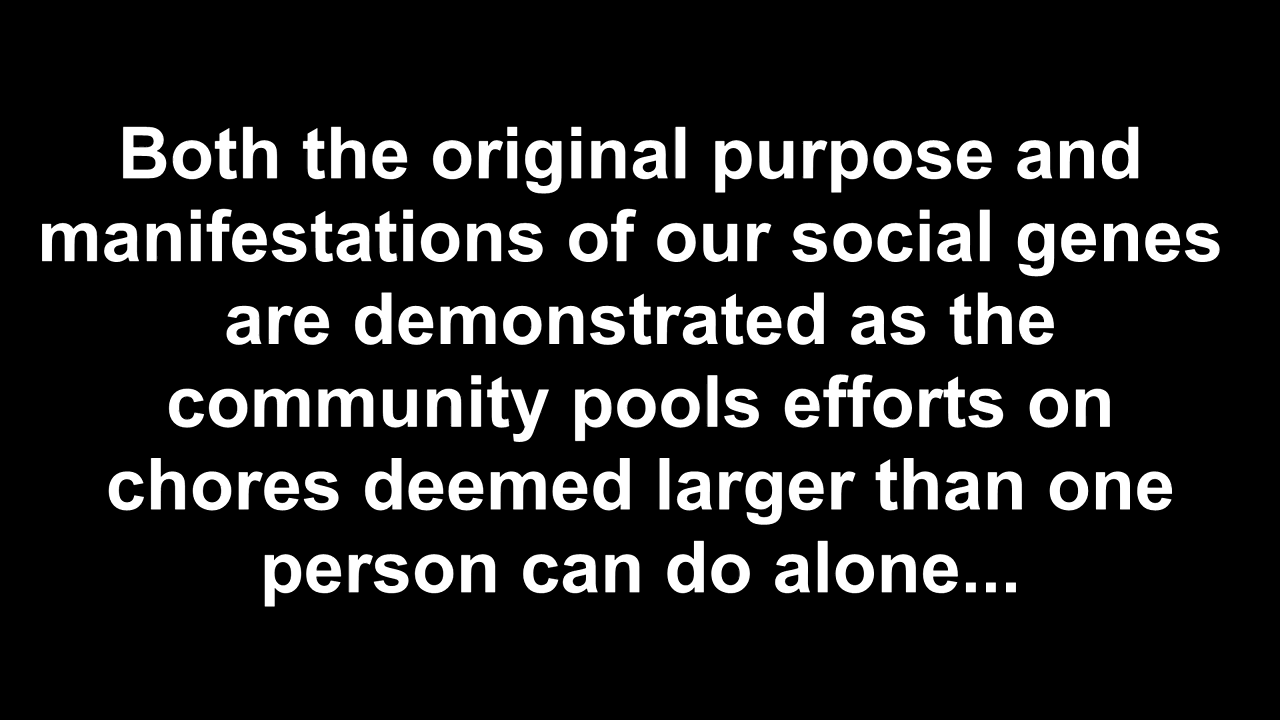 Both the original purpose and
manifestations of our social genes
are demonstrated as the
community pools efforts on
chores deemed larger than one
person can do alone...